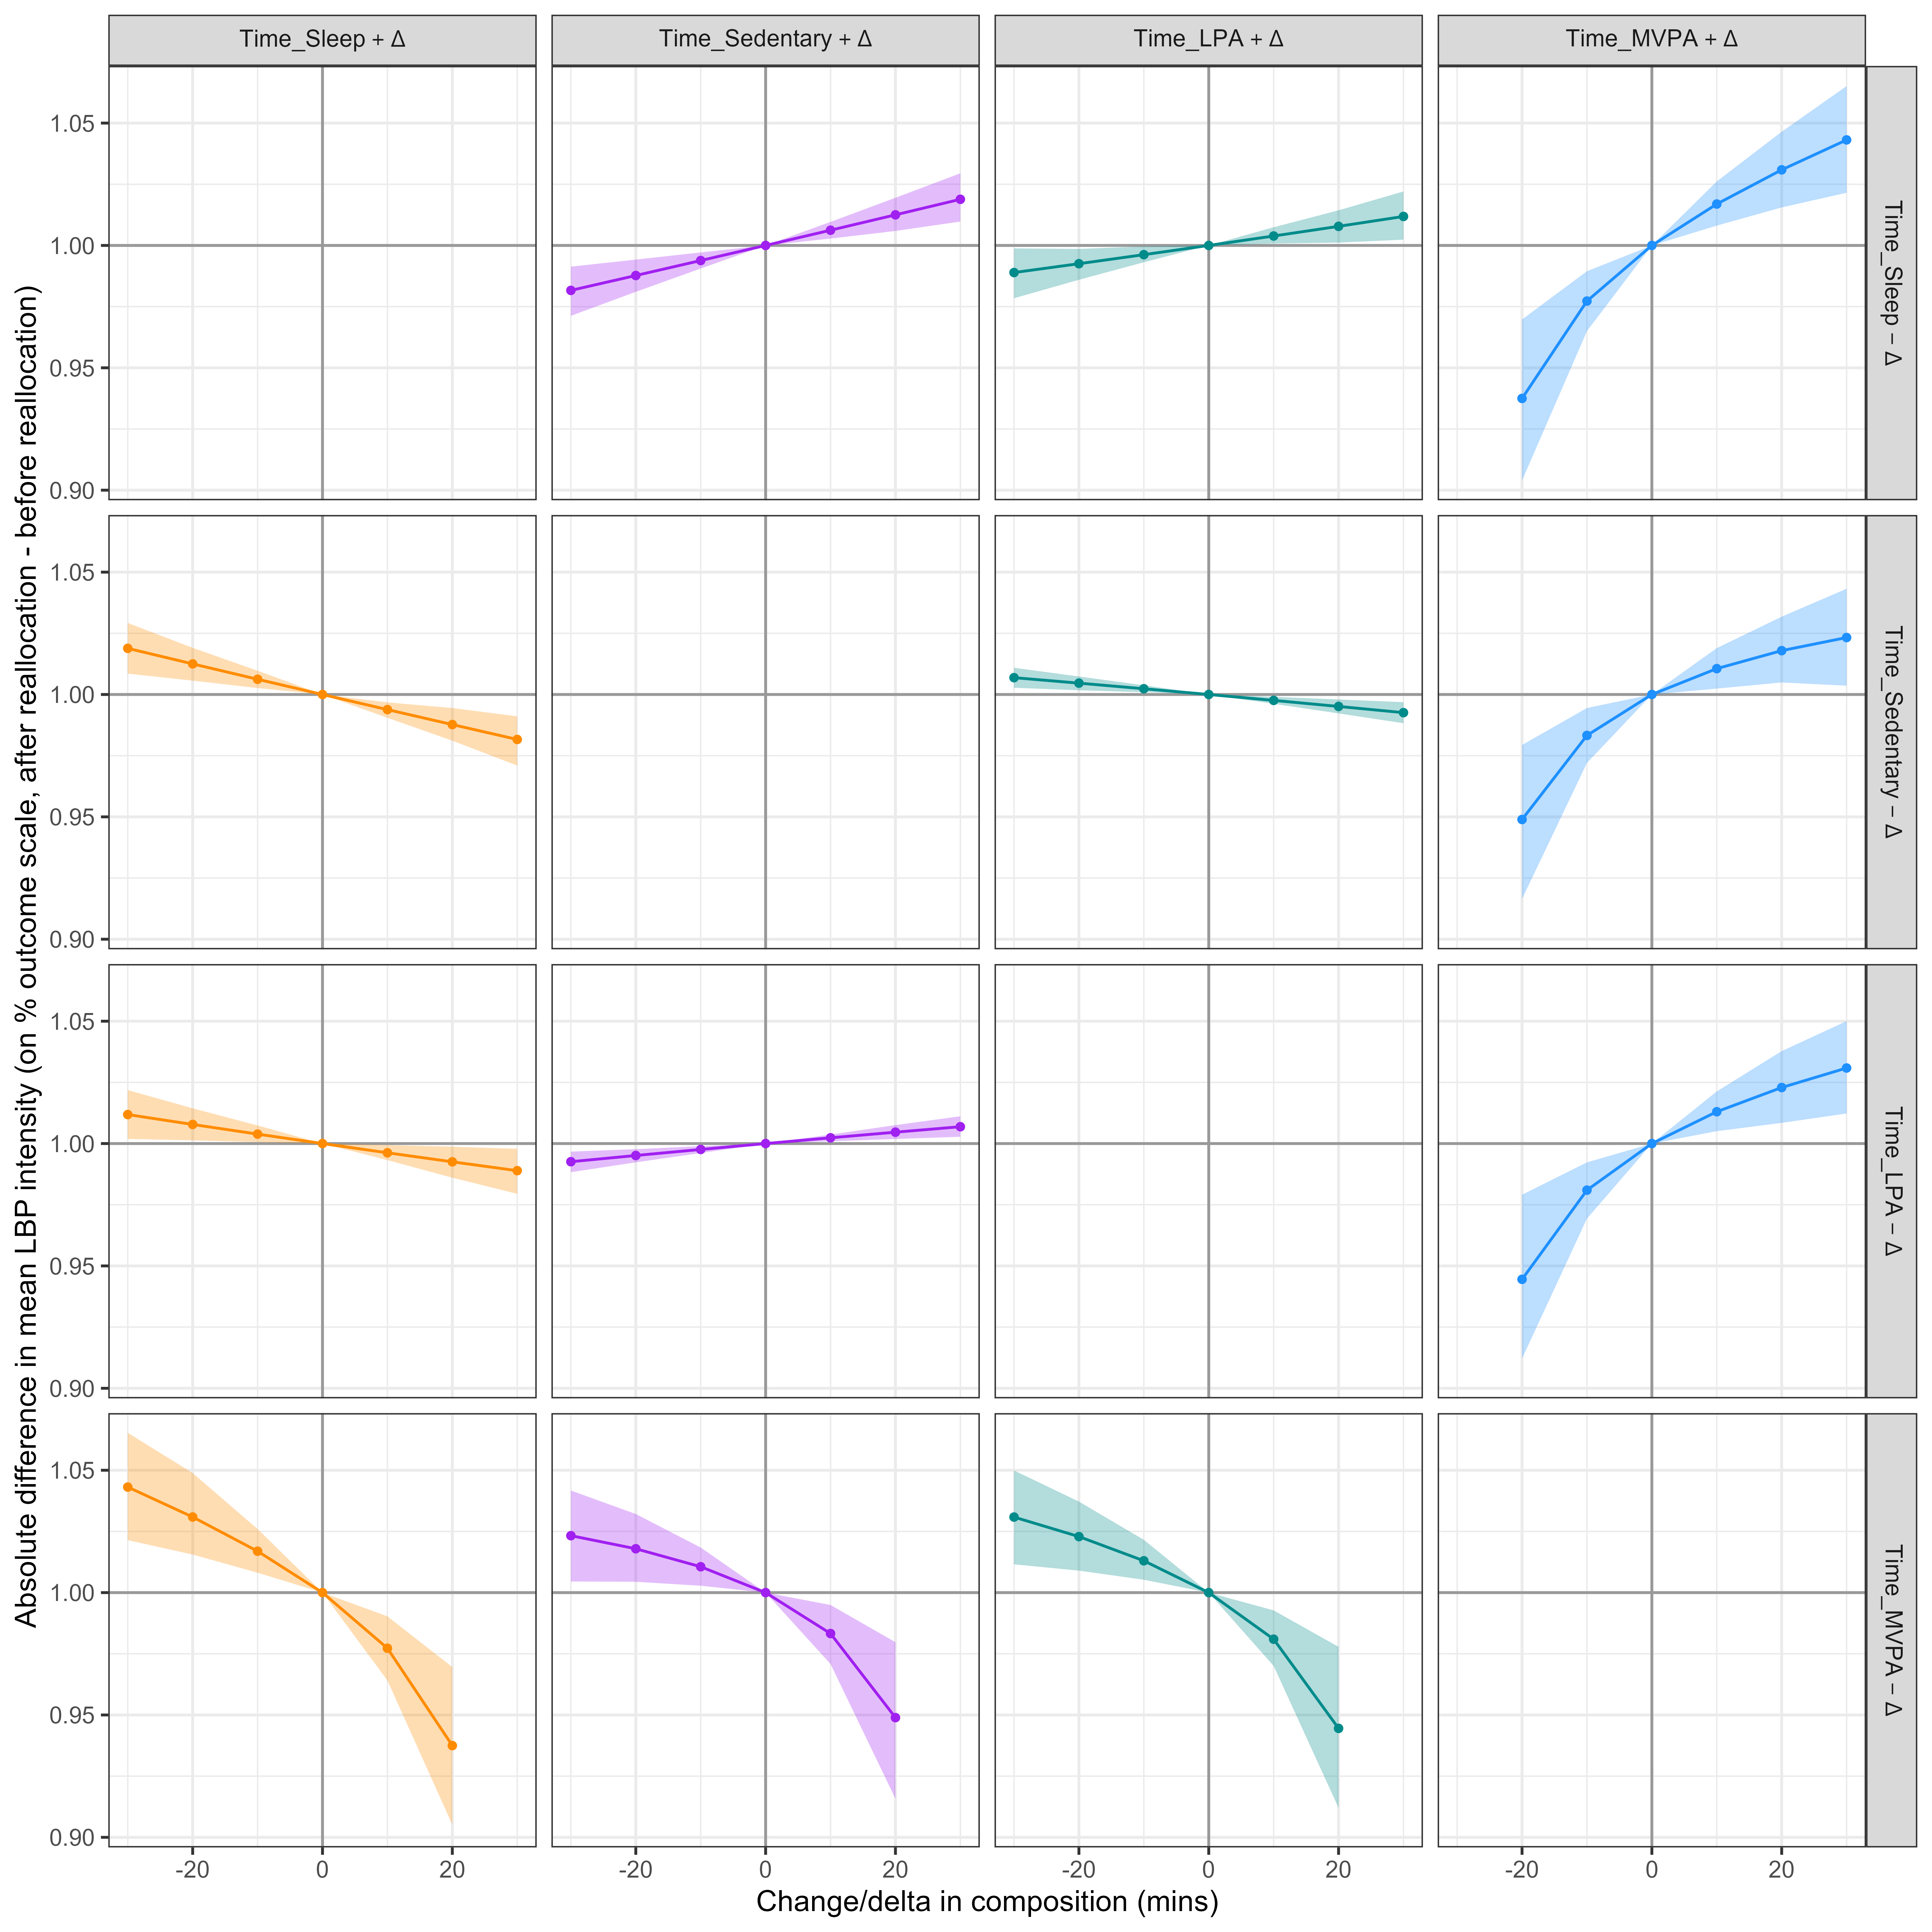 Time_Sleep + Δ
Time_Sedentary + Δ
Time_LPA + Δ
Time_MVPA + Δ
Absolute difference in mean LBP intensity (on % outcome scale, after reallocation - before reallocation)
1.05
1.00
0.95
0.90
Time_Sleep − Δ
1.05
1.00
0.95
0.90
Time_Sedentary − Δ
1.05
1.00
0.95
0.90
Time_LPA − Δ
1.05
1.00
0.95
0.90
Time_MVPA − Δ
-20 0 20 -20 0 20 -20 0 20 -20 0 20
Change/delta in composition (mins)